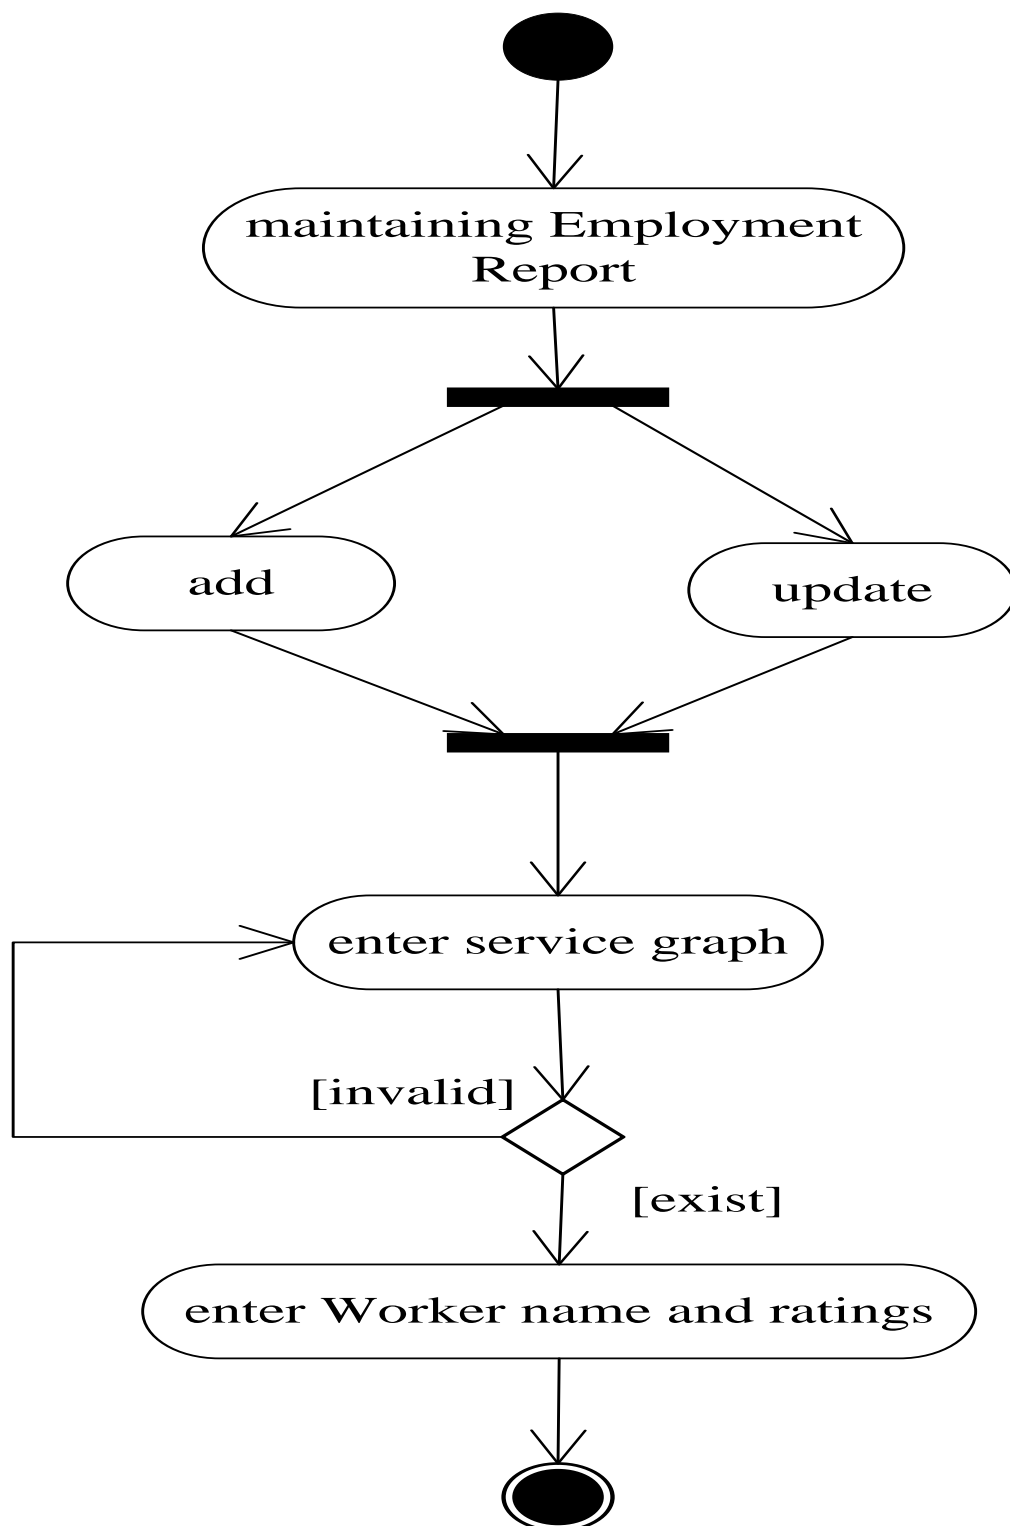 maintaining Employment
Report
add
update
enter service graph
[invalid]
[exist]
enter Worker name and ratings